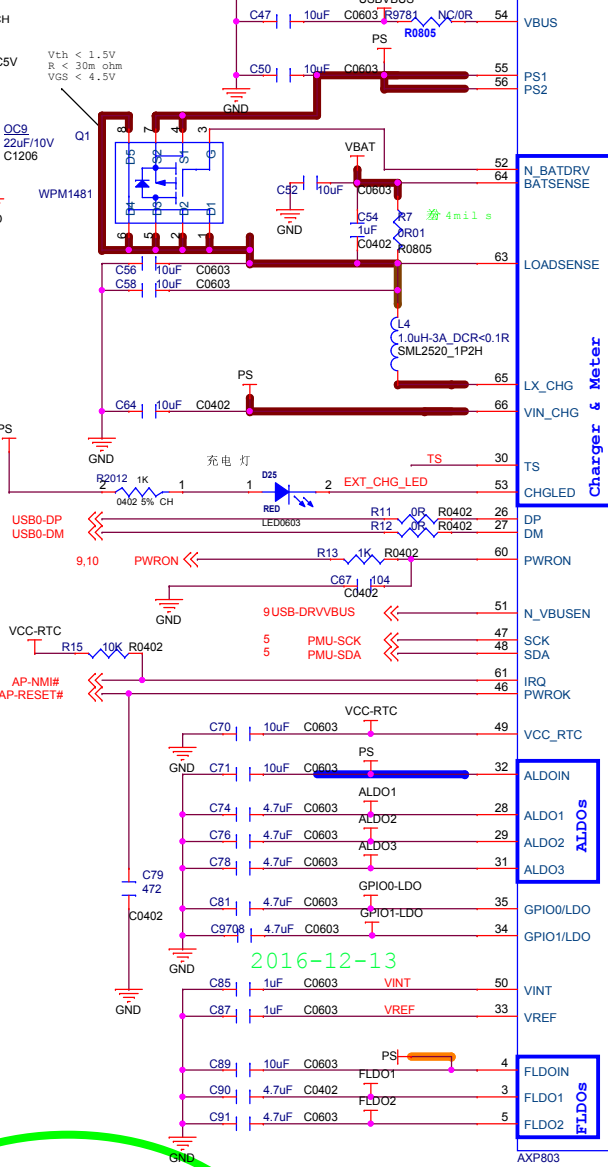 USBVBUS
CH
C47 10uF C0603 R9781 NC/0R 54 VBUS
R0805
C5V
Vth < 1.5V
R < 30m ohm
VGS < 4.5V
PS
C50 10uF C0603 55 PS1
56 PS2
GND
OC9
22uF/10V
C1206
Q1 8 7 4 3
D5 S2 S1 G
VBAT
52 N_BATDRV
64 BATSENSE
WPM1481
C52 10uF C0603
D4 D3 D2 D1
6 5 2 1
GND
C54
1uF
C0402
R7
0R01
R0805
粉 4mil s
63 LOADSENSE
C56 10uF C0603
C58 10uF C0603
L4
1.0uH-3A_DCR<0.1R
SML2520_1P2H
Charger & Meter
PS
65 LX_CHG
C64 10uF C0402 66 VIN_CHG
PS
GND
充电 灯
TS 30 TS
R2012 1K D25
2 1 1 2 EXT_CHG_LED 53 CHGLED
0402 5% CH RED
LED0603
USB0-DP R11 0R R0402 26 DP
USB0-DM R12 0R R0402 27 DM
9,10 PWRON R13 1K R0402 60 PWRON
C67 104
C0402
GND
9 USB-DRVVBUS 51 N_VBUSEN
VCC-RTC
5 PMU-SCK 47 SCK
R15 10K R0402
5 PMU-SDA 48 SDA
AP-NMI# 61 IRQ
AP-RESET# 46 PWROK
VCC-RTC
C70 10uF C0603 49 VCC_RTC
GND
PS
C71 10uF C0603 32 ALDOIN
ALDO1
C74 4.7uF C0603 28 ALDO1
ALDO2
C76 4.7uF C0603 29 ALDO2
ALDO3
C78 4.7uF C0603 31 ALDO3
ALDOs
C79
472
C0402
GPIO0-LDO
C81 4.7uF C0603 35 GPIO0/LDO
GPIO1-LDO
C9708 4.7uF C0603 34 GPIO1/LDO
GND
2016-12-13
C85 1uF C0603 VINT 50 VINT
GND
C87 1uF C0603 VREF 33 VREF
PS
C89 10uF C0603 4 FLDOIN
FLDO1
C90 4.7uF C0402 3 FLDO1
FLDO2
C91 4.7uF C0603 5 FLDO2
FLDOs
GND
AXP803